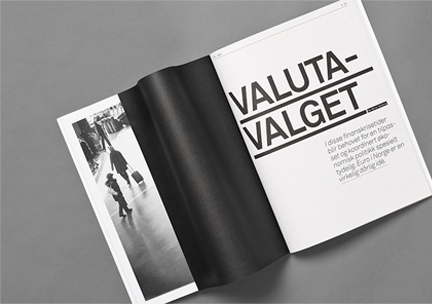 VALUTA-
VALGET
I disse finanskrisetider
blir behovet for en tilpas-
set og koordinert øko-
nomisk politikk spesielt
tydelig. Euro i Norge er en
virkelig dårlig idé.